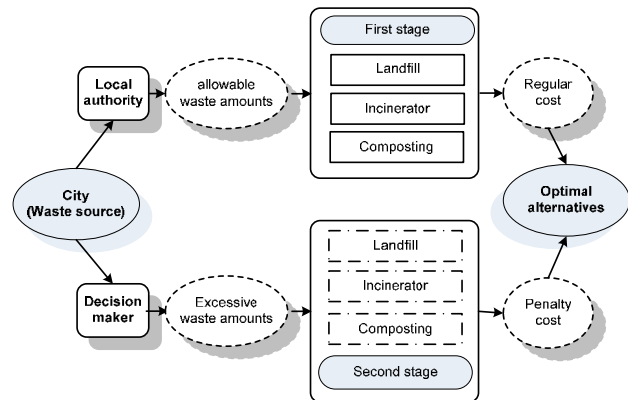 First stage
Local
authority
allowable
waste amounts
Landfill
Incinerator
Composting
Regular
cost
City
(Waste source)
Optimal
alternatives
Decision
maker
Excessive
waste amounts
Landfill
Incinerator
Composting
Second stage
Penalty
cost